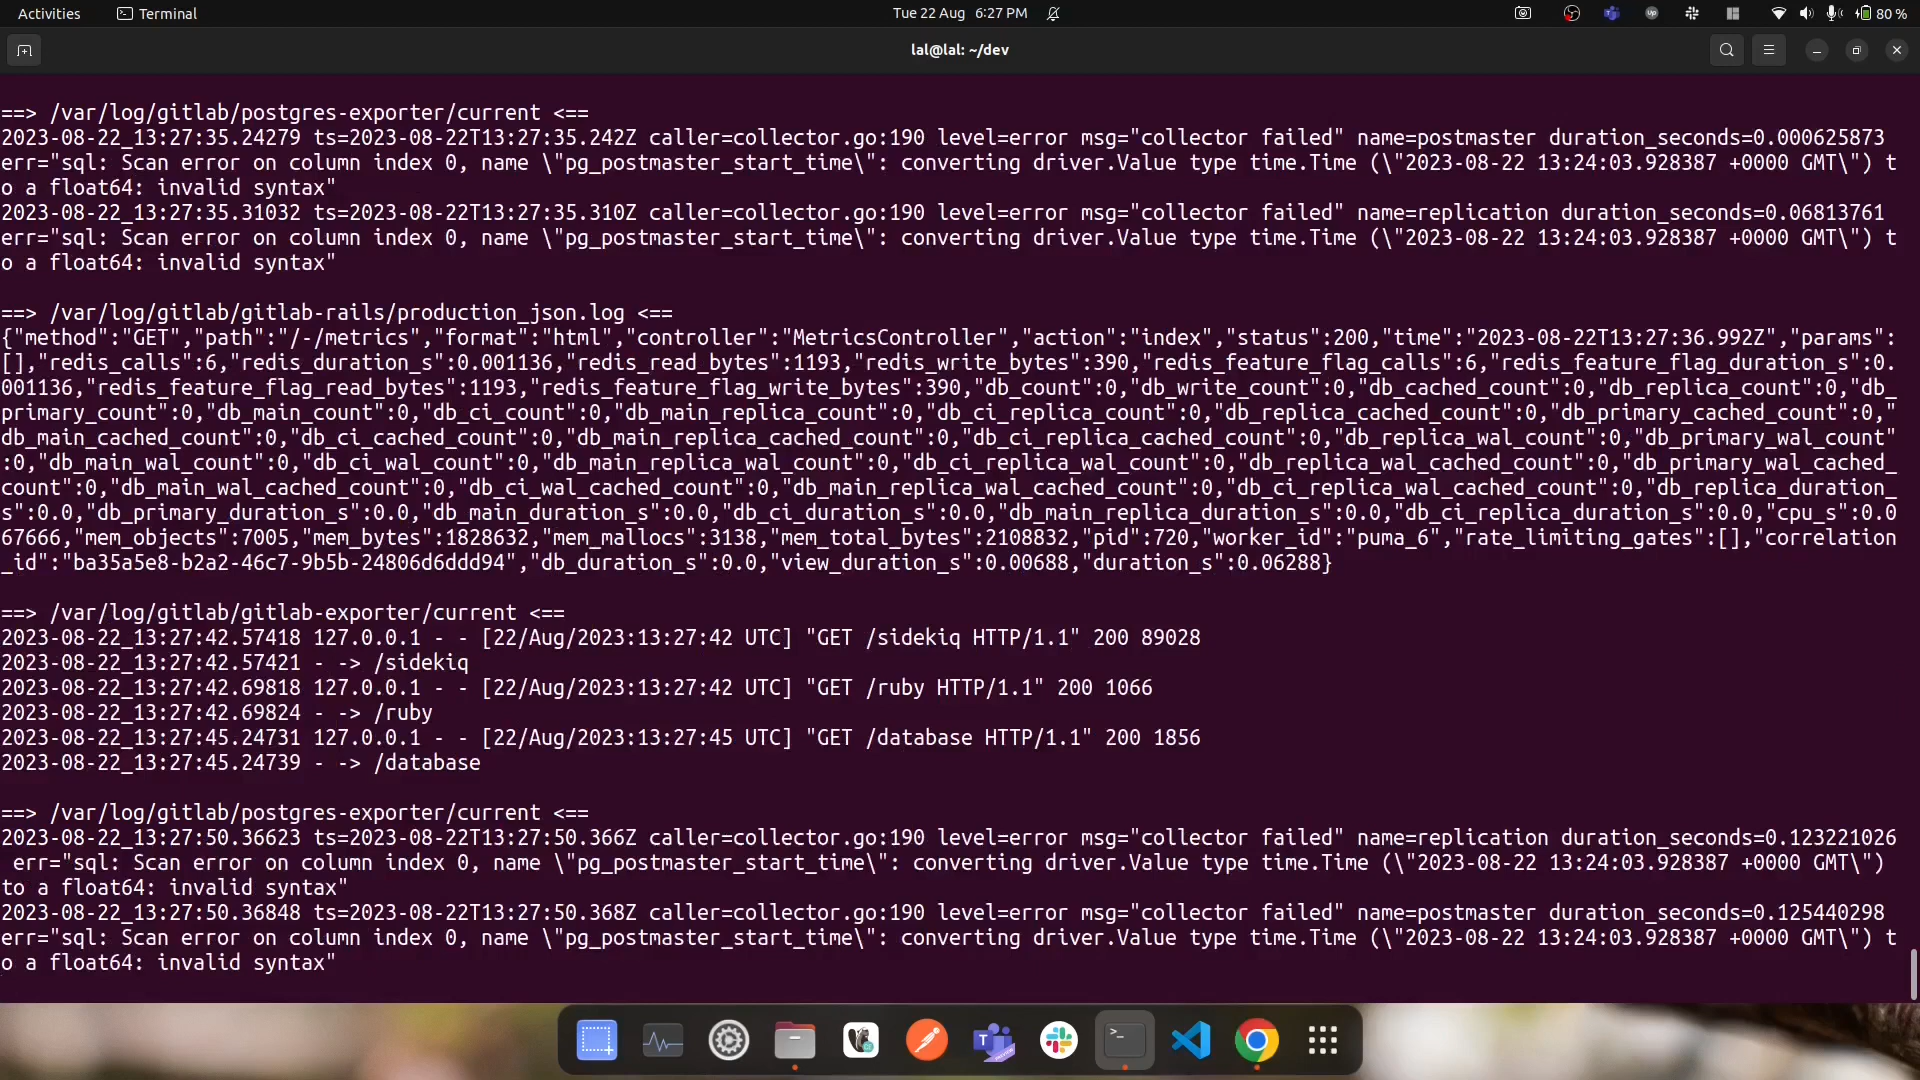 Activities Terminal Tue 22 Aug 6:27 PM 80 %
lal@lal: ~/dev
==> /var/log/gitlab/postgres-exporter/current <==
2023-08-22_13:27:35.24279 ts=2023-08-22T13:27:35.242Z caller=collector.go:190 level=error msg="collector failed" name=postmaster duration_seconds=0.000625873
err="sql: Scan error on column index 0, name \"pg_postmaster_start_time\": converting driver.Value type time.Time (\"2023-08-22 13:24:03.928387 +0000 GMT\") t
o a float64: invalid syntax"
2023-08-22_13:27:35.31032 ts=2023-08-22T13:27:35.310Z caller=collector.go:190 level=error msg="collector failed" name=replication duration_seconds=0.06813761
err="sql: Scan error on column index 0, name \"pg_postmaster_start_time\": converting driver.Value type time.Time (\"2023-08-22 13:24:03.928387 +0000 GMT\") t
o a float64: invalid syntax"
==> /var/log/gitlab/gitlab-rails/production_json.log <==
{"method":"GET","path":"/-/metrics","format":"html","controller":"MetricsController","action":"index","status":200,"time":"2023-08-22T13:27:36.992Z","params":
[],"redis_calls":6,"redis_duration_s":0.001136,"redis_read_bytes":1193,"redis_write_bytes":390,"redis_feature_flag_calls":6,"redis_feature_flag_duration_s":0.
001136,"redis_feature_flag_read_bytes":1193,"redis_feature_flag_write_bytes":390,"db_count":0,"db_write_count":0,"db_cached_count":0,"db_replica_count":0,"db_
primary_count":0,"db_main_count":0,"db_ci_count":0,"db_main_replica_count":0,"db_ci_replica_count":0,"db_replica_cached_count":0,"db_primary_cached_count":0,"
db_main_cached_count":0,"db_ci_cached_count":0,"db_main_replica_cached_count":0,"db_ci_replica_cached_count":0,"db_replica_wal_count":0,"db_primary_wal_count"
:0,"db_main_wal_count":0,"db_ci_wal_count":0,"db_main_replica_wal_count":0,"db_ci_replica_wal_count":0,"db_replica_wal_cached_count":0,"db_primary_wal_cached_
count":0,"db_main_wal_cached_count":0,"db_ci_wal_cached_count":0,"db_main_replica_wal_cached_count":0,"db_ci_replica_wal_cached_count":0,"db_replica_duration_
s":0.0,"db_primary_duration_s":0.0,"db_main_duration_s":0.0,"db_ci_duration_s":0.0,"db_main_replica_duration_s":0.0,"db_ci_replica_duration_s":0.0,"cpu_s":0.0
67666,"mem_objects":7005,"mem_bytes":1828632,"mem_mallocs":3138,"mem_total_bytes":2108832,"pid":720,"worker_id":"puma_6","rate_limiting_gates":[],"correlation
_id":"ba35a5e8-b2a2-46c7-9b5b-24806d6ddd94","db_duration_s":0.0,"view_duration_s":0.00688,"duration_s":0.06288}
==> /var/log/gitlab/gitlab-exporter/current <==
2023-08-22_13:27:42.57418 127.0.0.1 - - [22/Aug/2023:13:27:42 UTC] "GET /sidekiq HTTP/1.1" 200 89028
2023-08-22_13:27:42.57421 - -> /sidekiq
2023-08-22_13:27:42.69818 127.0.0.1 - - [22/Aug/2023:13:27:42 UTC] "GET /ruby HTTP/1.1" 200 1066
2023-08-22_13:27:42.69824 - -> /ruby
2023-08-22_13:27:45.24731 127.0.0.1 - - [22/Aug/2023:13:27:45 UTC] "GET /database HTTP/1.1" 200 1856
2023-08-22_13:27:45.24739 - -> /database
==> /var/log/gitlab/postgres-exporter/current <==
2023-08-22_13:27:50.36623 ts=2023-08-22T13:27:50.366Z caller=collector.go:190 level=error msg="collector failed" name=replication duration_seconds=0.123221026
err="sql: Scan error on column index 0, name \"pg_postmaster_start_time\": converting driver.Value type time.Time (\"2023-08-22 13:24:03.928387 +0000 GMT\")
to a float64: invalid syntax"
2023-08-22_13:27:50.36848 ts=2023-08-22T13:27:50.368Z caller=collector.go:190 level=error msg="collector failed" name=postmaster duration_seconds=0.125440298
err="sql: Scan error on column index 0, name \"pg_postmaster_start_time\": converting driver.Value type time.Time (\"2023-08-22 13:24:03.928387 +0000 GMT\") t
o a float64: invalid syntax"